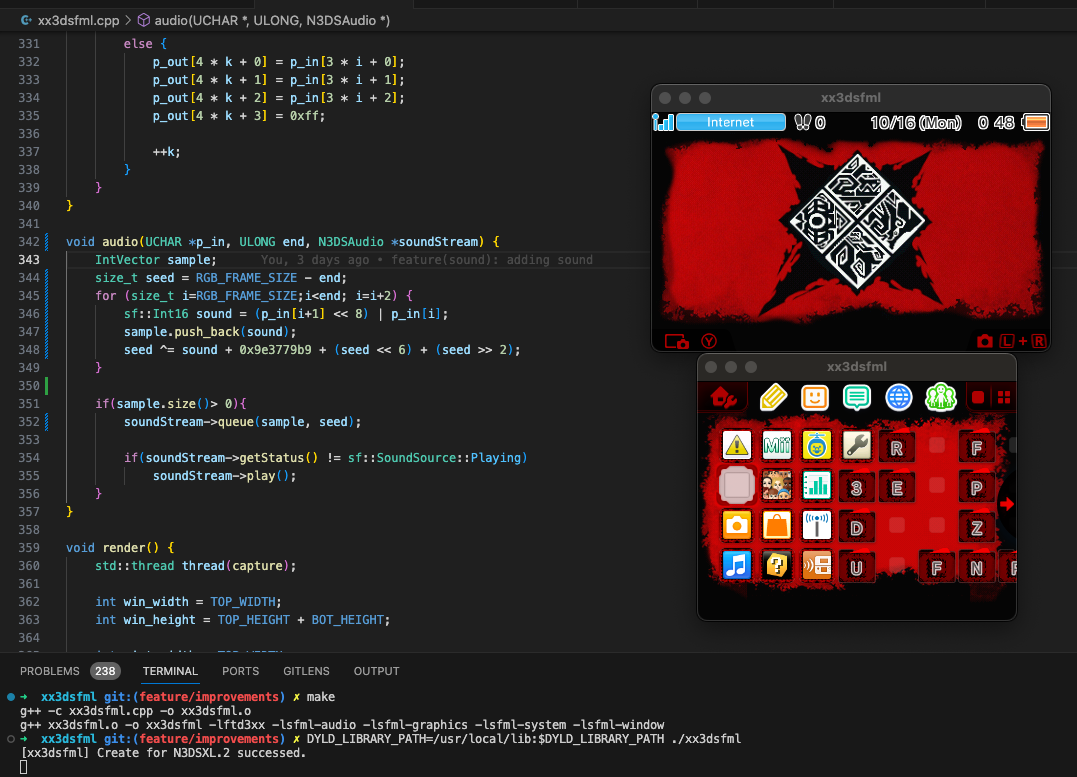 xx3dsfml.cpp > audio(UCHAR *, ULONG, N3DSAudio *)
331 else {
332 p_out[4 * k + 0] = p_in[3 * i + 0];
333 p_out[4 * k + 1] = p_in[3 * i + 1];
334 p_out[4 * k + 2] = p_in[3 * i + 2];
335 p_out[4 * k + 3] = 0xff;
336
337 ++k;
338 }
339 }
340 }
341
342 void audio(UCHAR *p_in, ULONG end, N3DSAudio *soundStream) {
343 IntVector sample; You, 3 days ago • feature(sound): adding sound
344 size_t seed = RGB_FRAME_SIZE - end;
345 for (size_t i=RGB_FRAME_SIZE;i<end; i=i+2) {
346 sf::Int16 sound = (p_in[i+1] << 8) | p_in[i];
347 sample.push_back(sound);
348 seed ^= sound + 0x9e3779b9 + (seed << 6) + (seed >> 2);
349 }
350
351 if(sample.size()> 0){
352 soundStream->queue(sample, seed);
353
354 if(soundStream->getStatus() != sf::SoundSource::Playing)
355 soundStream->play();
356 }
357 }
358
359 void render() {
360 std::thread thread(capture);
361
362 int win_width = TOP_WIDTH;
363 int win_height = TOP_HEIGHT + BOT_HEIGHT;
364
xx3dsfml
Internet 0 10/16 (Mon) 0 48
Y L + R
xx3dsfml
Mii R F
3 E P
D Z
? U F N F
PROBLEMS 238 TERMINAL PORTS GITLENS OUTPUT
➜ xx3dsfml git:(feature/improvements) ✗ make
g++ -c xx3dsfml.cpp -o xx3dsfml.o
g++ xx3dsfml.o -o xx3dsfml -lftd3xx -lsfml-audio -lsfml-graphics -lsfml-system -lsfml-window
➜ xx3dsfml git:(feature/improvements) ✗ DYLD_LIBRARY_PATH=/usr/local/lib:$DYLD_LIBRARY_PATH ./xx3dsfml
[xx3dsfml] Create for N3DSXL.2 successed.